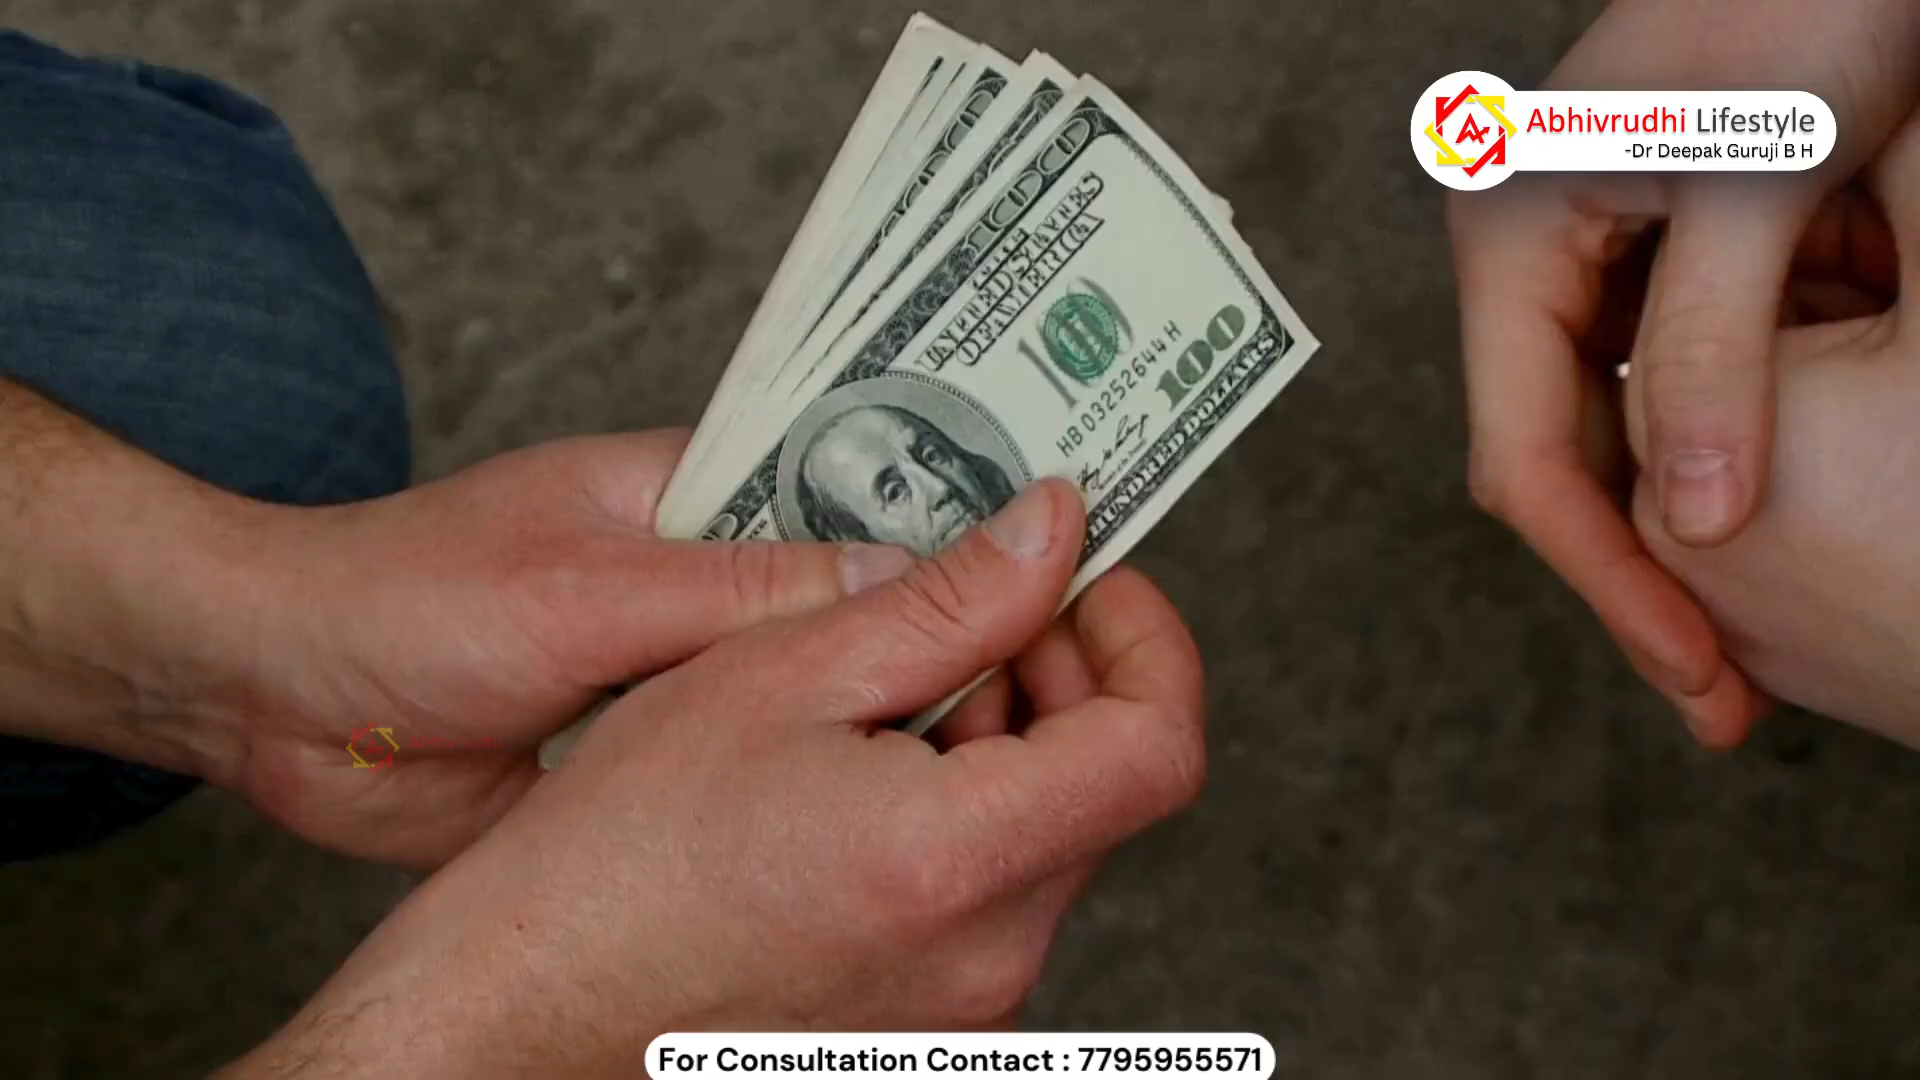 Abhivrudhi Lifestyle
-Dr Deepak Guruji B H
THE
UNITED STATES
OF AMERICA
100
HB 03252644 H
100
HUNDRED DOLLARS
Abhivrudhi
For Consultation Contact : 7795955571